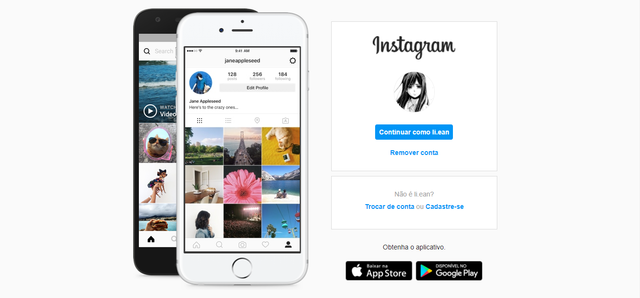 Search
WATCH
Video
9:41 AM
janeappleseed
128
256
184
posts
followers
following
Edit Profile
Jane Appleseed
Here's to the crazy ones...
Instagram
Continuar como li.ean
Remover conta
Não é li.ean?
Trocar de conta ou Cadastre-se
Obtenha o aplicativo.
Baixar na
App Store
DISPONÍVEL NO
Google Play